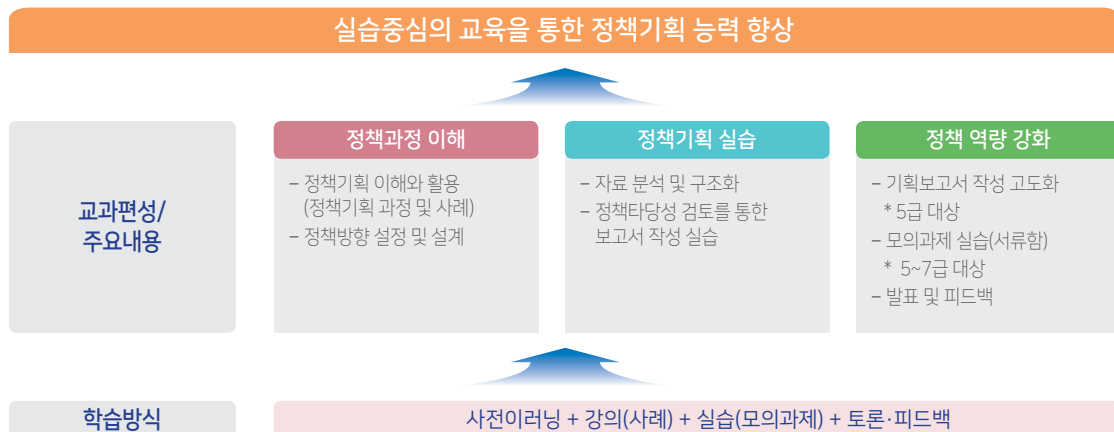 실습중심의 교육을 통한 정책기획 능력 향상
교과편성/
주요내용
정책과정 이해
– 정책기획 이해와 활용
(정책기획 과정 및 사례)
– 정책방향 설정 및 설계
정책기획 실습
– 자료 분석 및 구조화
– 정책타당성 검토를 통한
보고서 작성 실습
정책 역량 강화
– 기획보고서 작성 고도화
* 5급 대상
– 모의과제 실습(서류함)
* 5~7급 대상
– 발표 및 피드백
학습방식
사전이러닝 + 강의(사례) + 실습(모의과제) + 토론·피드백